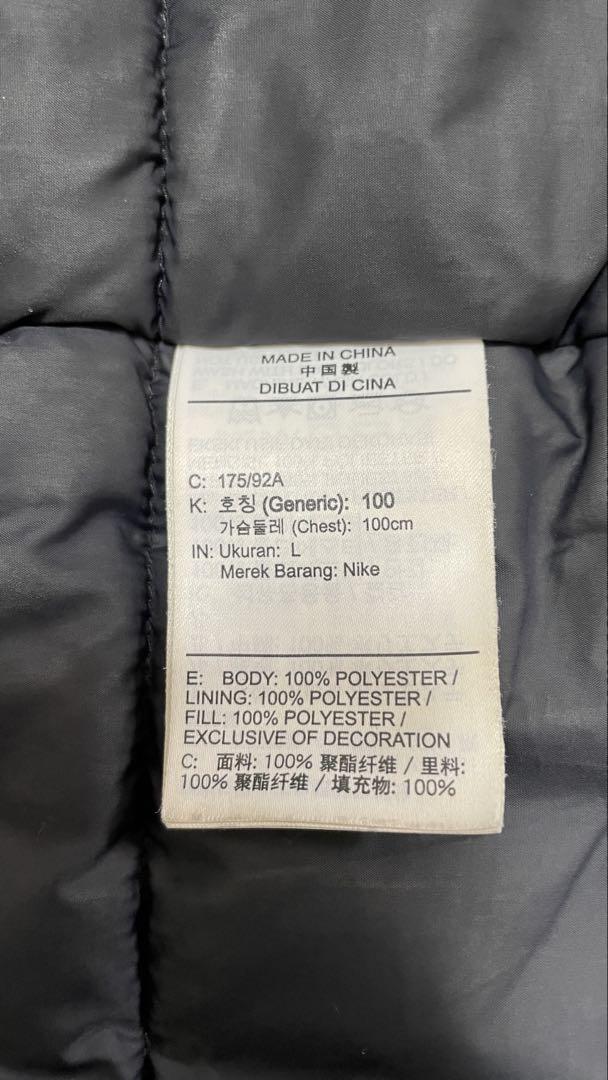 MADE IN CHINA
中国製
DIBUAT DI CINA
C: 175/92A
K: 호칭 (Generic): 100
가슴둘레 (Chest): 100cm
IN: Ukuran: L
Merek Barang: Nike
E: BODY: 100% POLYESTER /
LINING: 100% POLYESTER /
FILL: 100% POLYESTER /
EXCLUSIVE OF DECORATION
C: 面料: 100% 聚酯纤维 / 里料:
100% 聚酯纤维 / 填充物: 100%